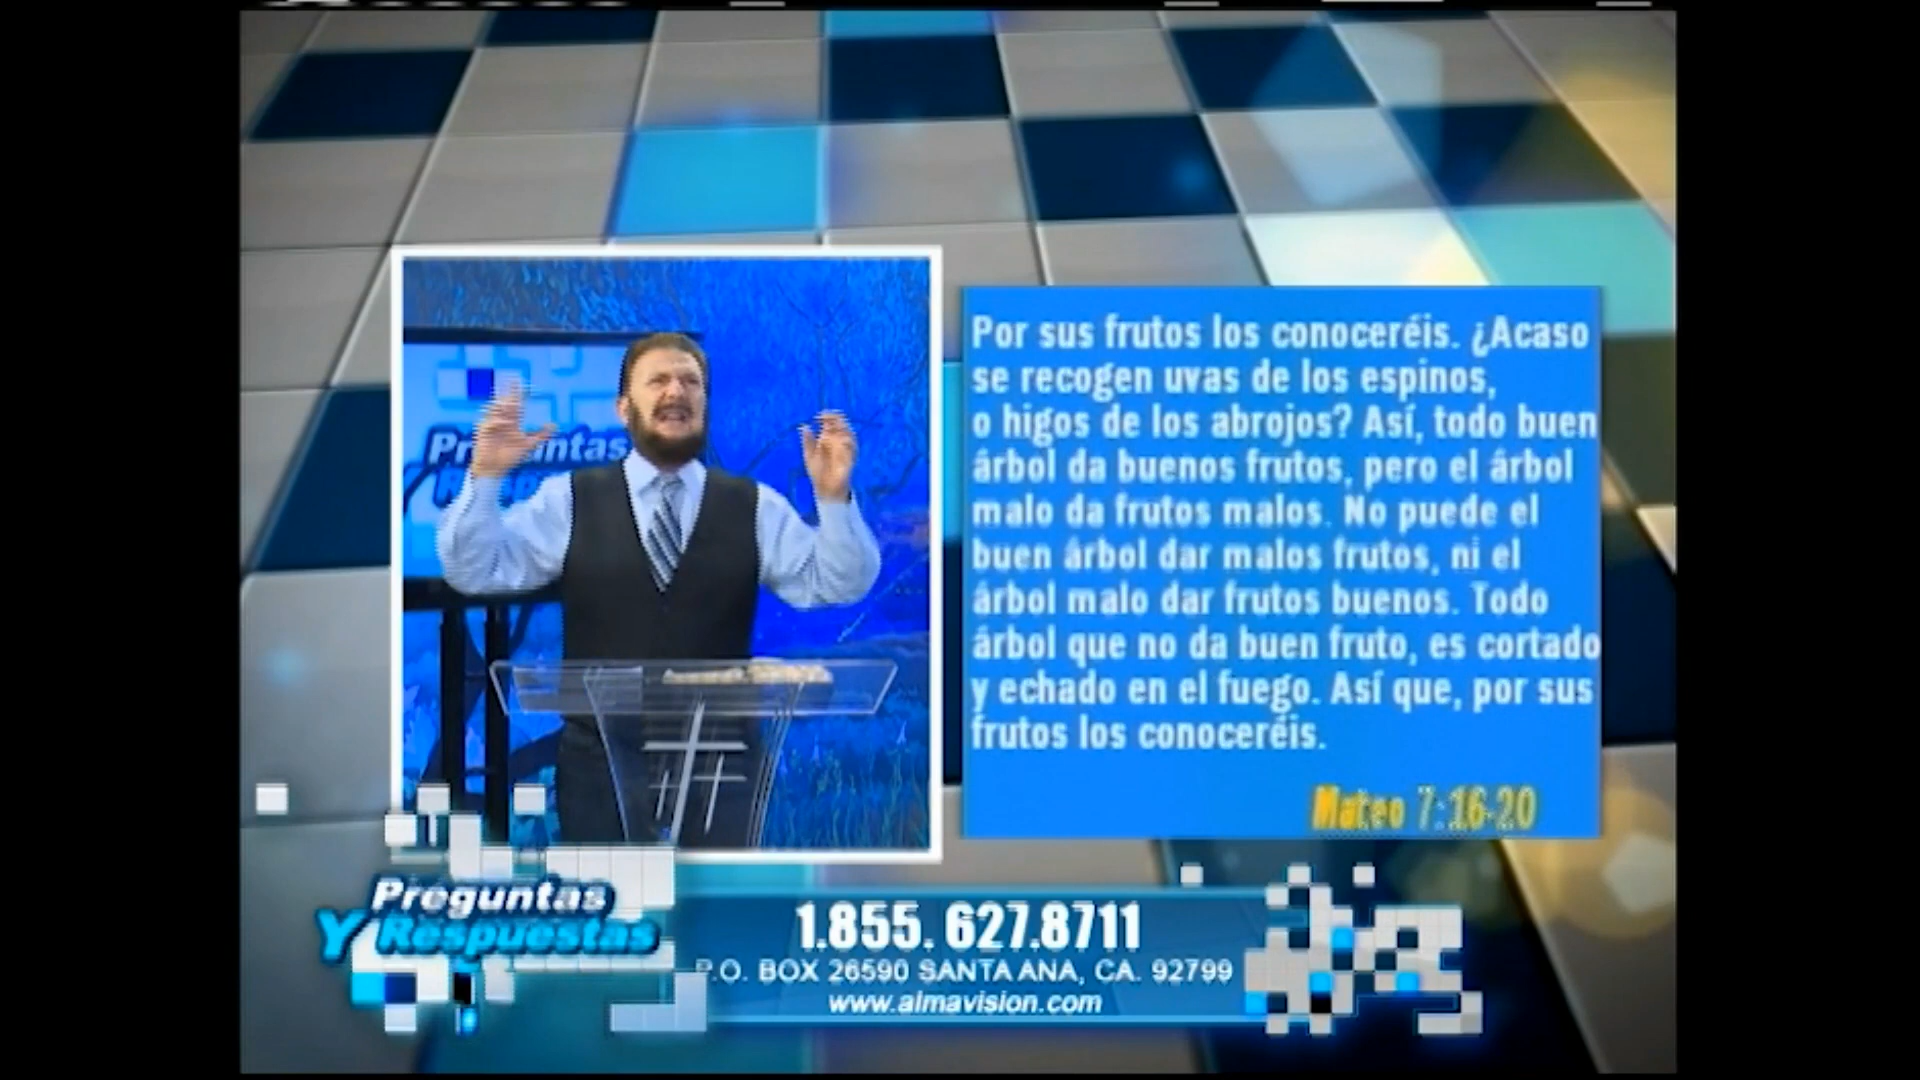 Por sus frutos los conoceréis. ¿Acaso
se recogen uvas de los espinos,
o higos de los abrojos? Así, todo buen
árbol da buenos frutos, pero el árbol
malo da frutos malos. No puede el
buen árbol dar malos frutos, ni el
árbol malo dar frutos buenos. Todo
árbol que no da buen fruto, es cortado
y echado en el fuego. Así que, por sus
frutos los conoceréis.
Mateo 7:16-20
Preguntas
Y Respuestas
1.855. 627.8711
P.O. BOX 26590 SANTA ANA, CA. 92799
www.almavision.com